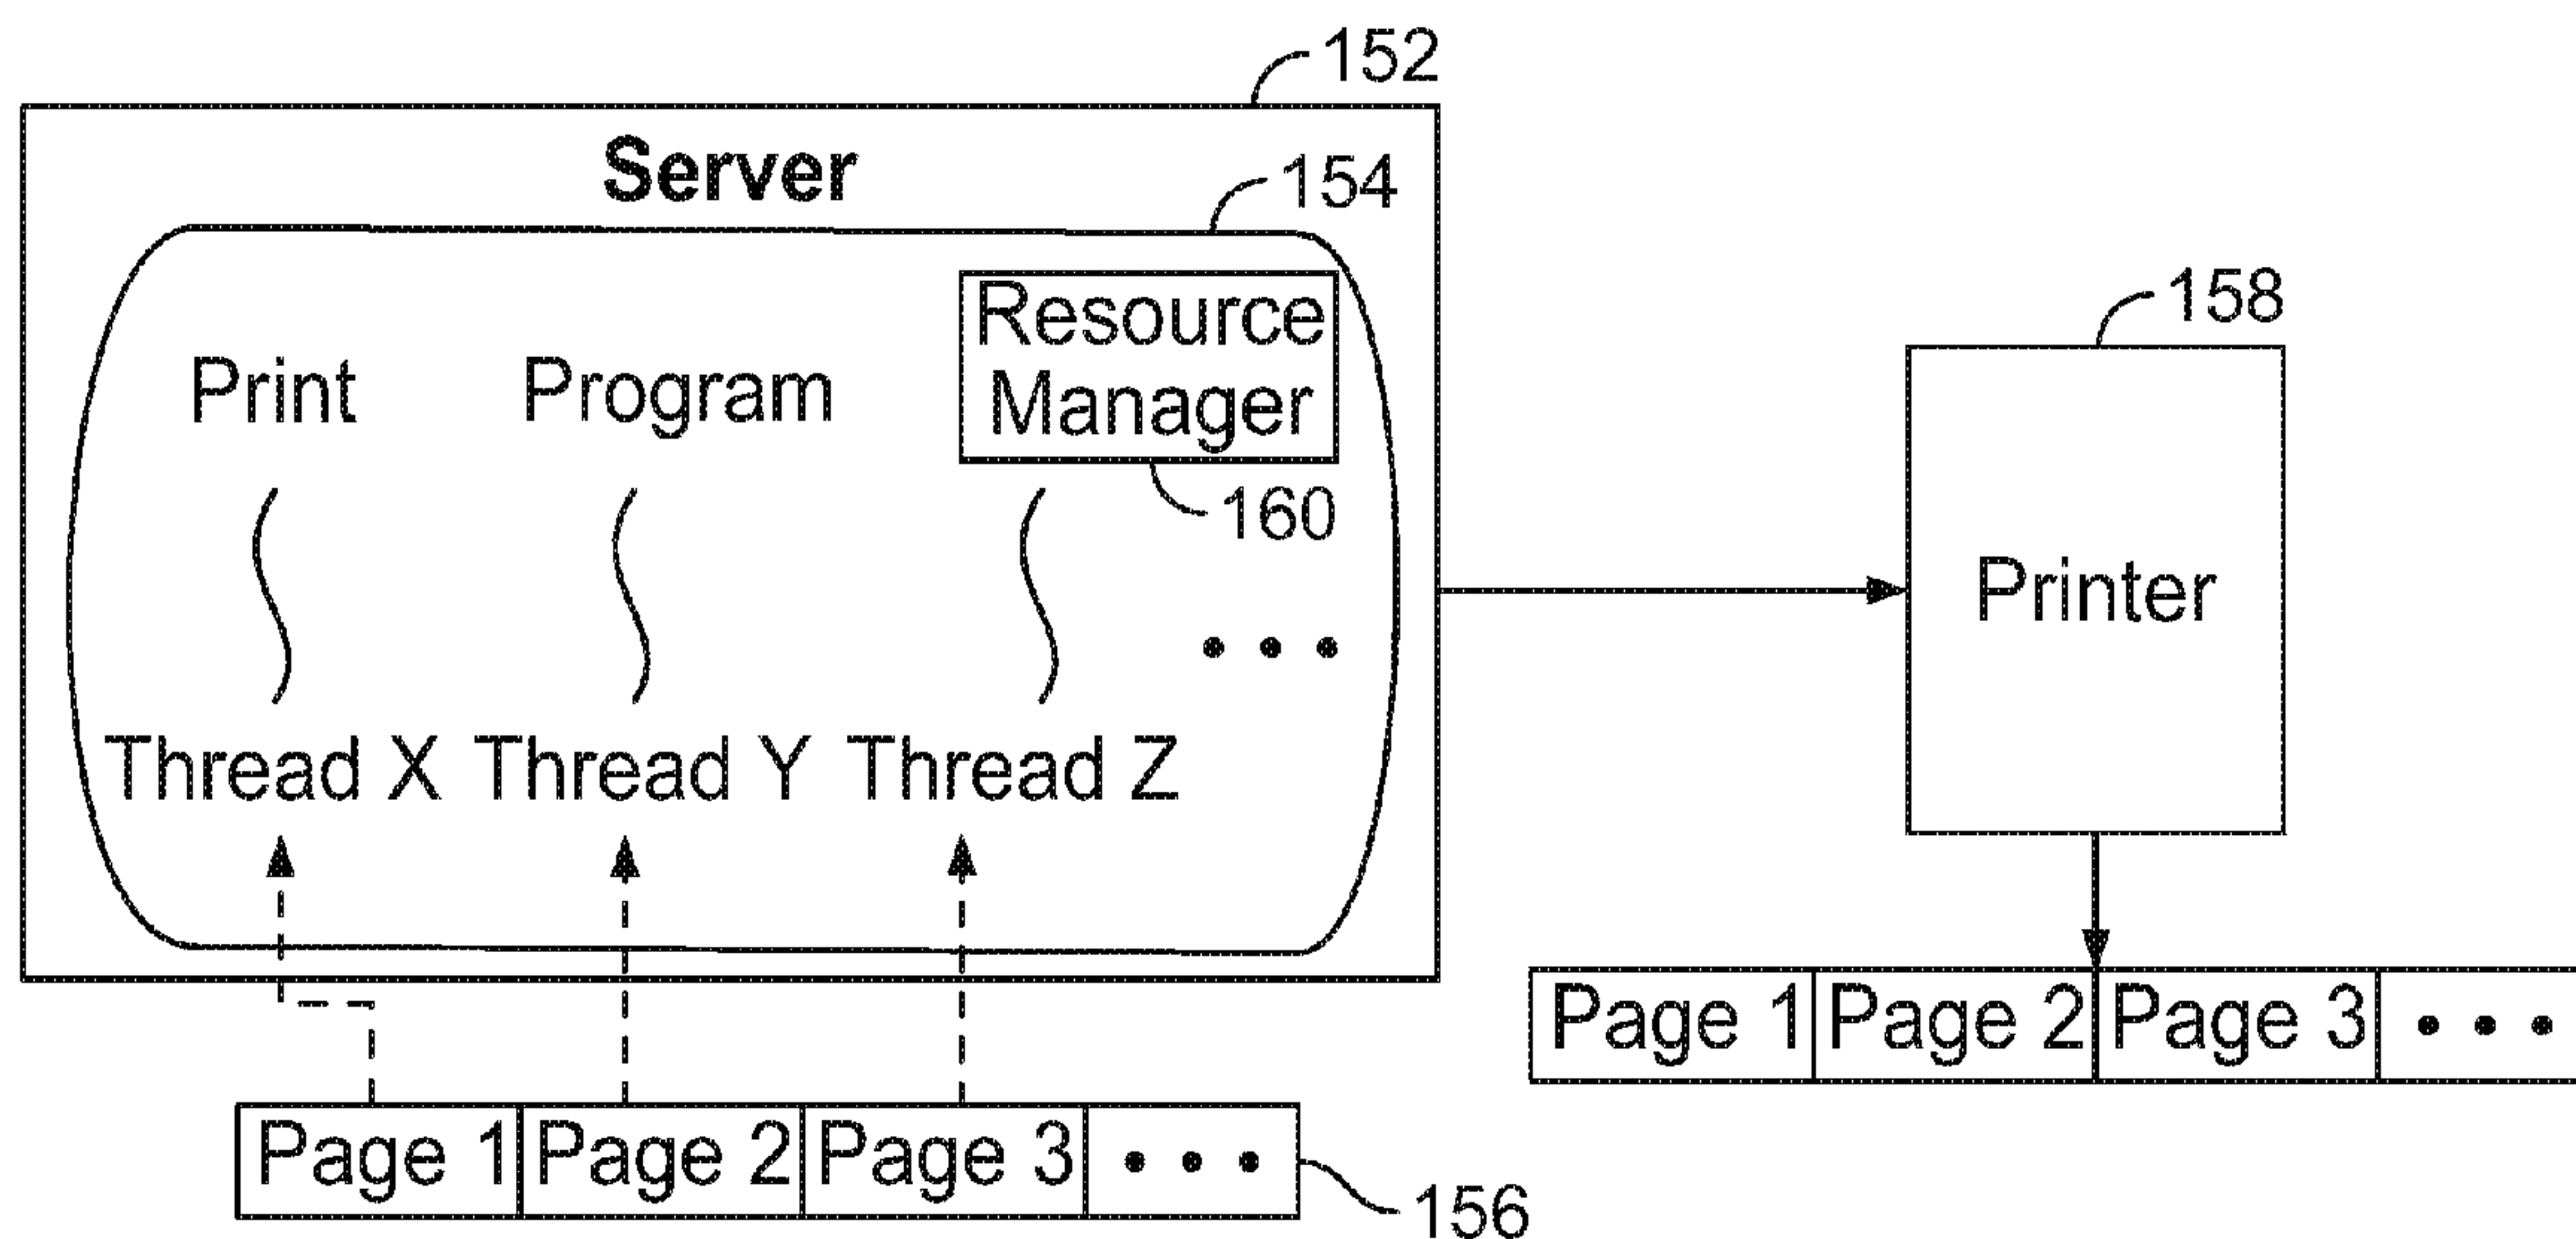 152
Server
154
Resource
Manager
Print Program
160
158
Printer
Thread X Thread Y Thread Z
Page 1 Page 2 Page 3 • • •
156
Page 1 Page 2 Page 3 • • •